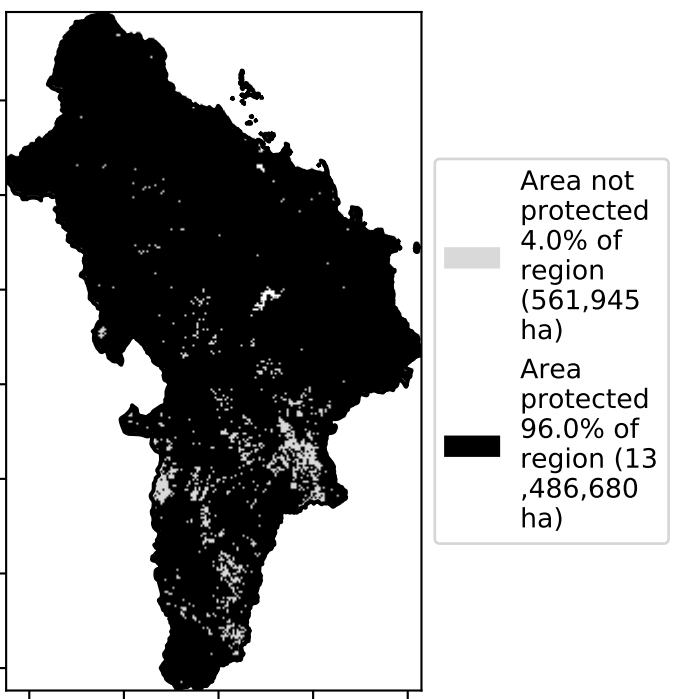 Area not
protected
4.0% of
region
(561,945
ha)
Area
protected
96.0% of
region (13
,486,680
ha)